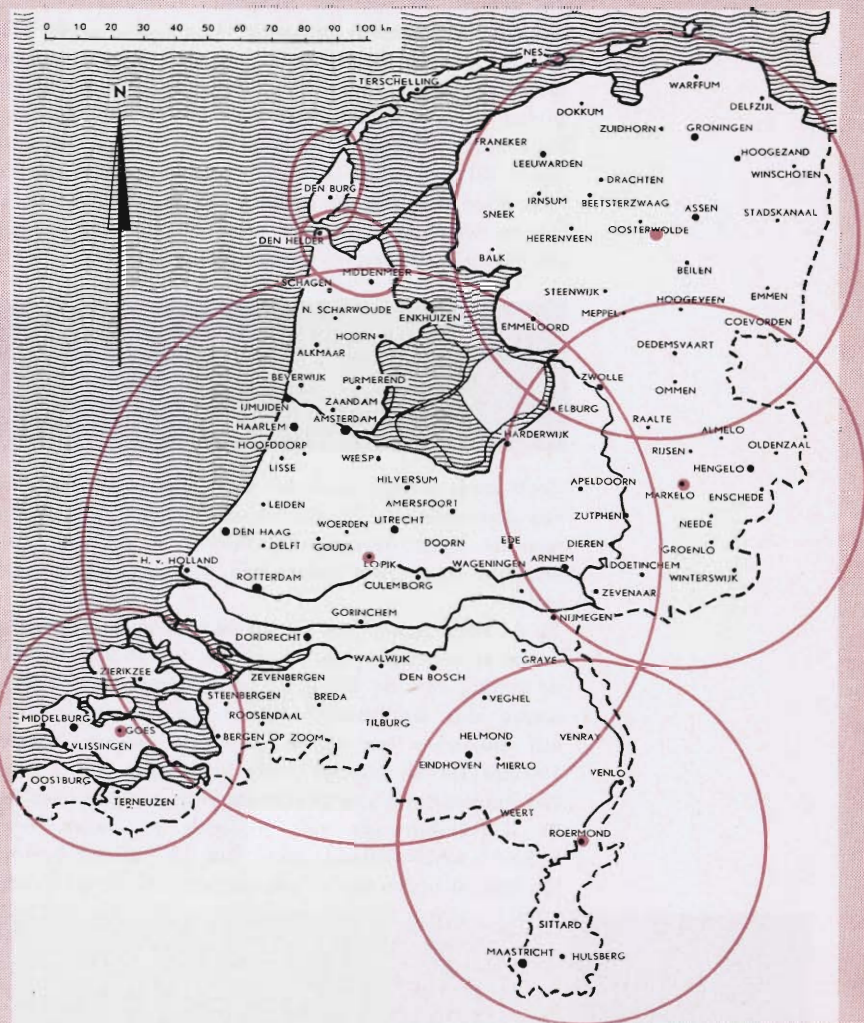 0 10 20 30 40 50 60 70 80 90 100 km
N
NES
TERSCHELLING
WARFFUM
DOKKUM
DELFZIJL
ZUIDHORN
GRONINGEN
FRANEKER
LEEUWARDEN
HOOGEZAND
WINSCHOTEN
DEN BURG
DRACHTEN
IRNSUM
BEETSTERZWAAG
SNEEK
ASSEN
STADSKANAAL
DEN HELDER
HEERENVEEN
OOSTERWOLDE
BALK
BEILEN
MIDDENMEER
SCHAGEN
STEENWIJK
HOOGEVEEN
EMMEN
N. SCHARWOUDE
ENKHUIZEN
EMMELOORD
MEPPEL
COEVORDEN
HOORN
ALKMAAR
DEDEMSVAART
BEVERWIJK
PURMEREND
ZWOLLE
OMMEN
IJMUIDEN
ZAANDAM
AMSTERDAM
ELBURG
HAARLEM
RAALTE
HARDERWIJK
ALMELO
HOOFDDORP
LISSE
WEESP
RIJSEN
OLDENZAAL
HENGELO
HILVERSUM
APELDOORN
MARKELO
ENSCHEDE
LEIDEN
AMERSFOORT
ZUTPHEN
NEEDE
DEN HAAG
WOERDEN
UTRECHT
DELFT
GOUDA
DOORN
EDE
DIEREN
GROENLO
H. v. HOLLAND
LOPIK
WAGENINGEN
ARNHEM
DOETINCHEM
ROTTERDAM
CULEMBORG
WINTERSWIJK
ZEVENAAR
GORINCHEM
NIJMEGEN
DORDRECHT
WAALWIJK
GRAVE
ZIERIKZEE
ZEVENBERGEN
DEN BOSCH
STEENBERGEN
BREDA
VEGHEL
MIDDELBURG
ROOSENDAAL
TILBURG
GOES
BERGEN OP ZOOM
HELMOND
VENRAY
VLISSINGEN
EINDHOVEN
MIERLO
OOSTBURG
VENLO
TERNEUZEN
WEERT
ROERMOND
SITTARD
MAASTRICHT
HULSBERG